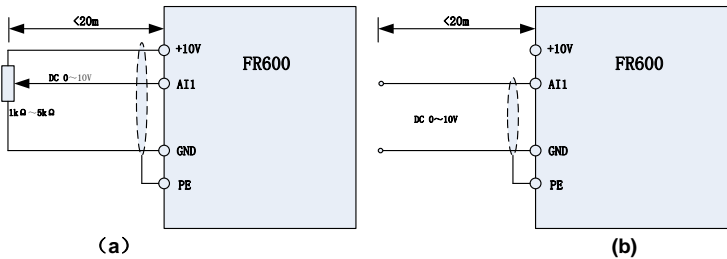 <20m
+10V
FR600
DC 0～10V
AI1
1kΩ～5kΩ
GND
PE
（a）
<20m
+10V
FR600
AI1
DC 0～10V
GND
PE
(b)